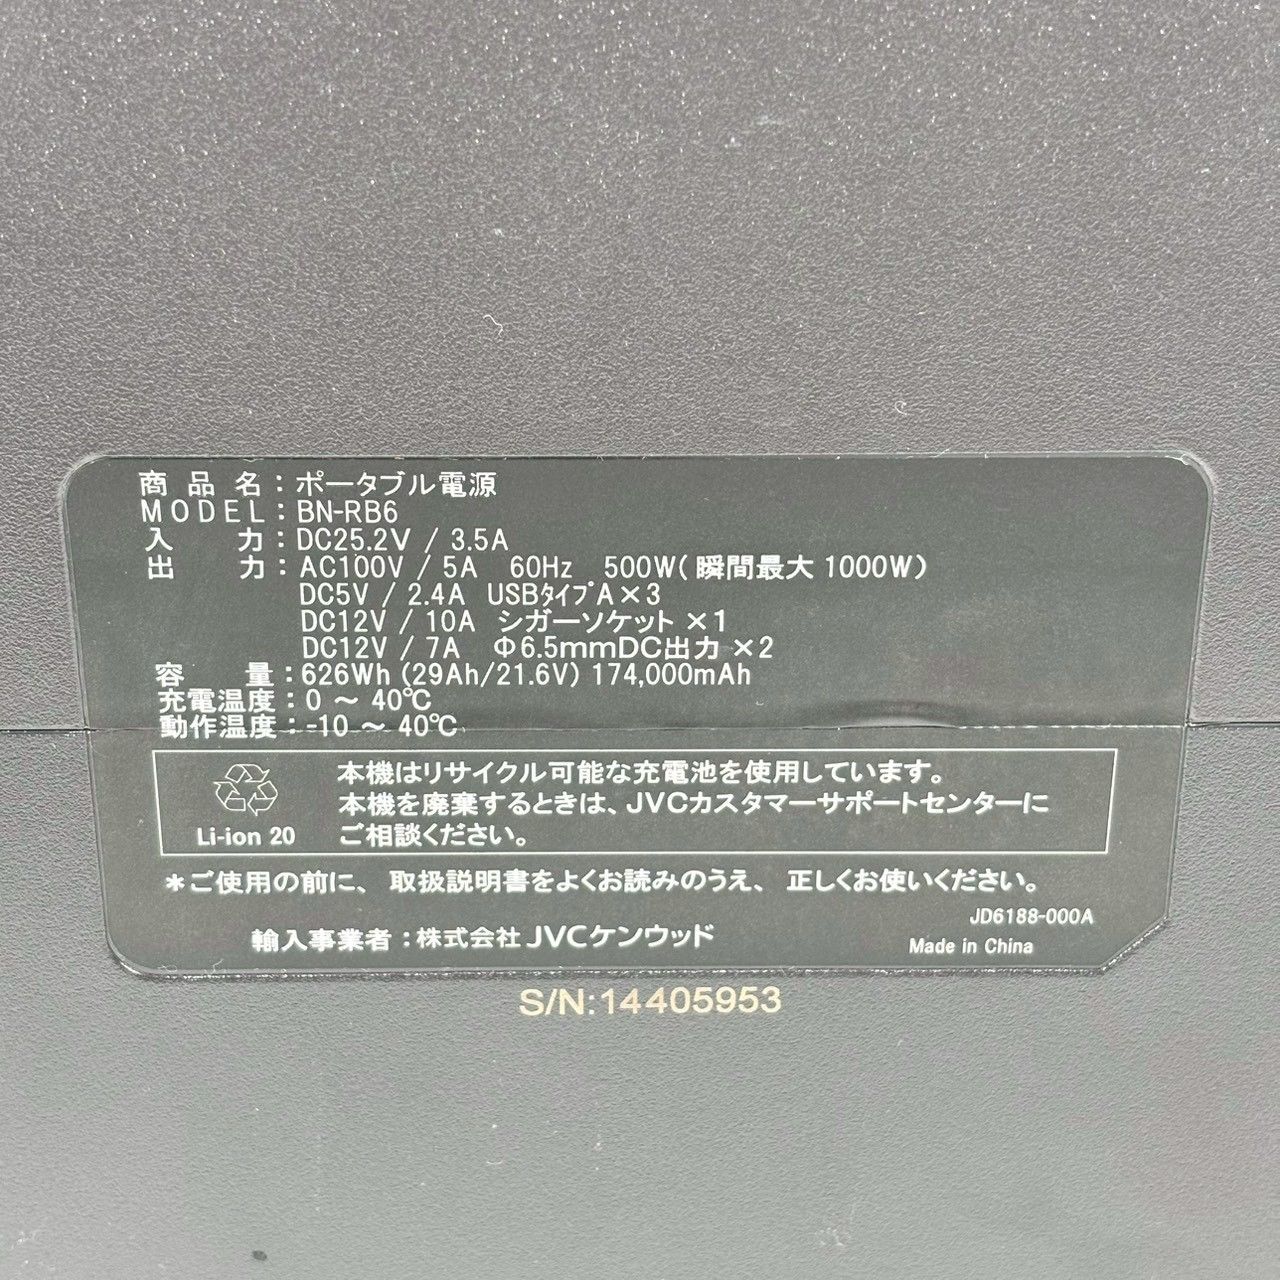 商品名：ポータブル電源
MODEL：BN-RB6
入力：DC25.2V / 3.5A
出力：AC100V / 5A 60Hz 500W(瞬間最大1000W)
DC5V / 2.4A USBﾀｲﾌﾟA×3
DC12V / 10A シガーソケット×1
DC12V / 7A Φ6.5mmDC出力×2
容量：626Wh (29Ah/21.6V) 174,000mAh
充電温度：0 ～ 40℃
動作温度：-10 ～ 40℃
本機はリサイクル可能な充電池を使用しています。
本機を廃棄するときは、JVCカスタマーサポートセンターに
Li-ion 20 ご相談ください。
＊ご使用の前に、取扱説明書をよくお読みのうえ、正しくお使いください。
JD6188-000A
輸入事業者：株式会社JVCケンウッド
Made in China
S/N:14405953